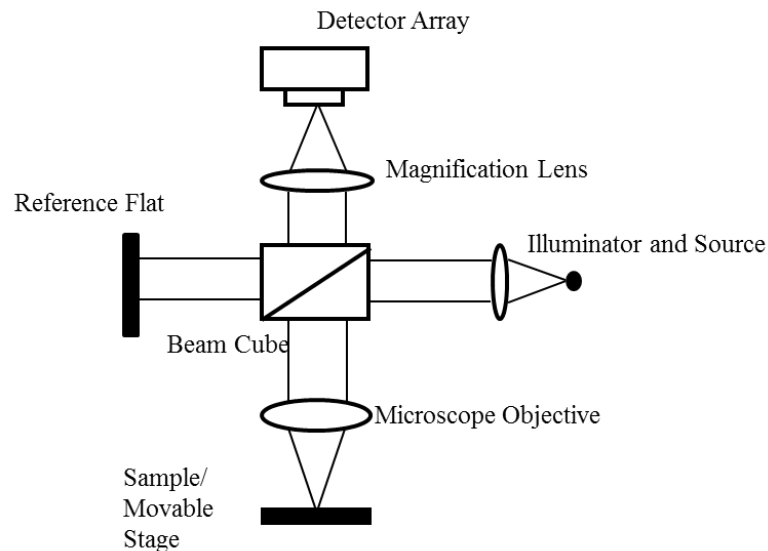 Detector Array
Magnification Lens
Reference Flat
Illuminator and Source
Beam Cube
Microscope Objective
Sample/
Movable
Stage